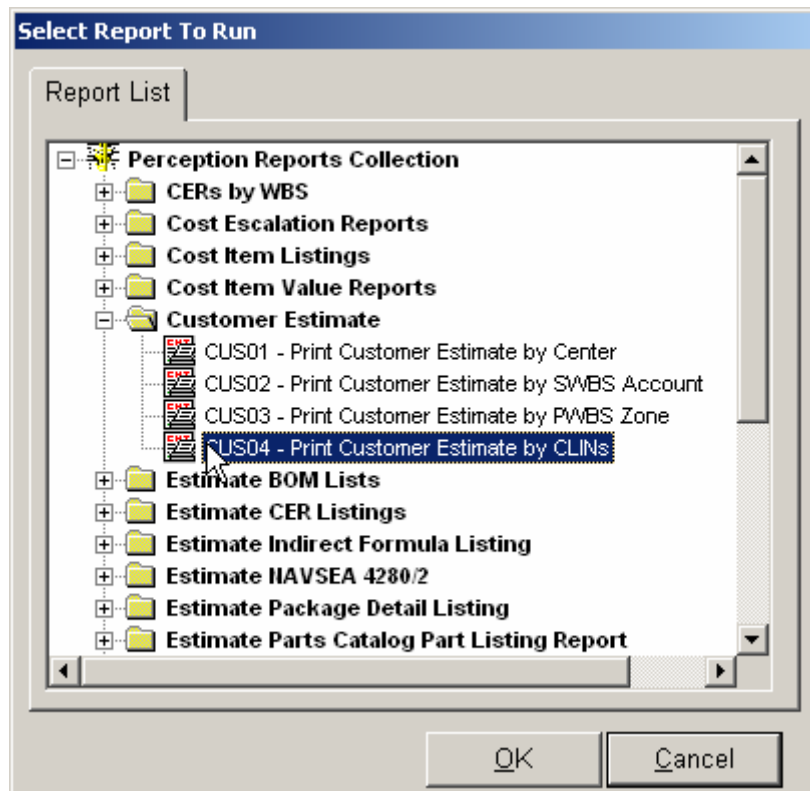 Select Report To Run
Report List
Perception Reports Collection
CERs by WBS
Cost Escalation Reports
Cost Item Listings
Cost Item Value Reports
Customer Estimate
CUS01 - Print Customer Estimate by Center
CUS02 - Print Customer Estimate by SWBS Account
CUS03 - Print Customer Estimate by PWBS Zone
CUS04 - Print Customer Estimate by CLINs
Estimate BOM Lists
Estimate CER Listings
Estimate Indirect Formula Listing
Estimate NAVSEA 4280/2
Estimate Package Detail Listing
Estimate Parts Catalog Part Listing Report
OK Cancel